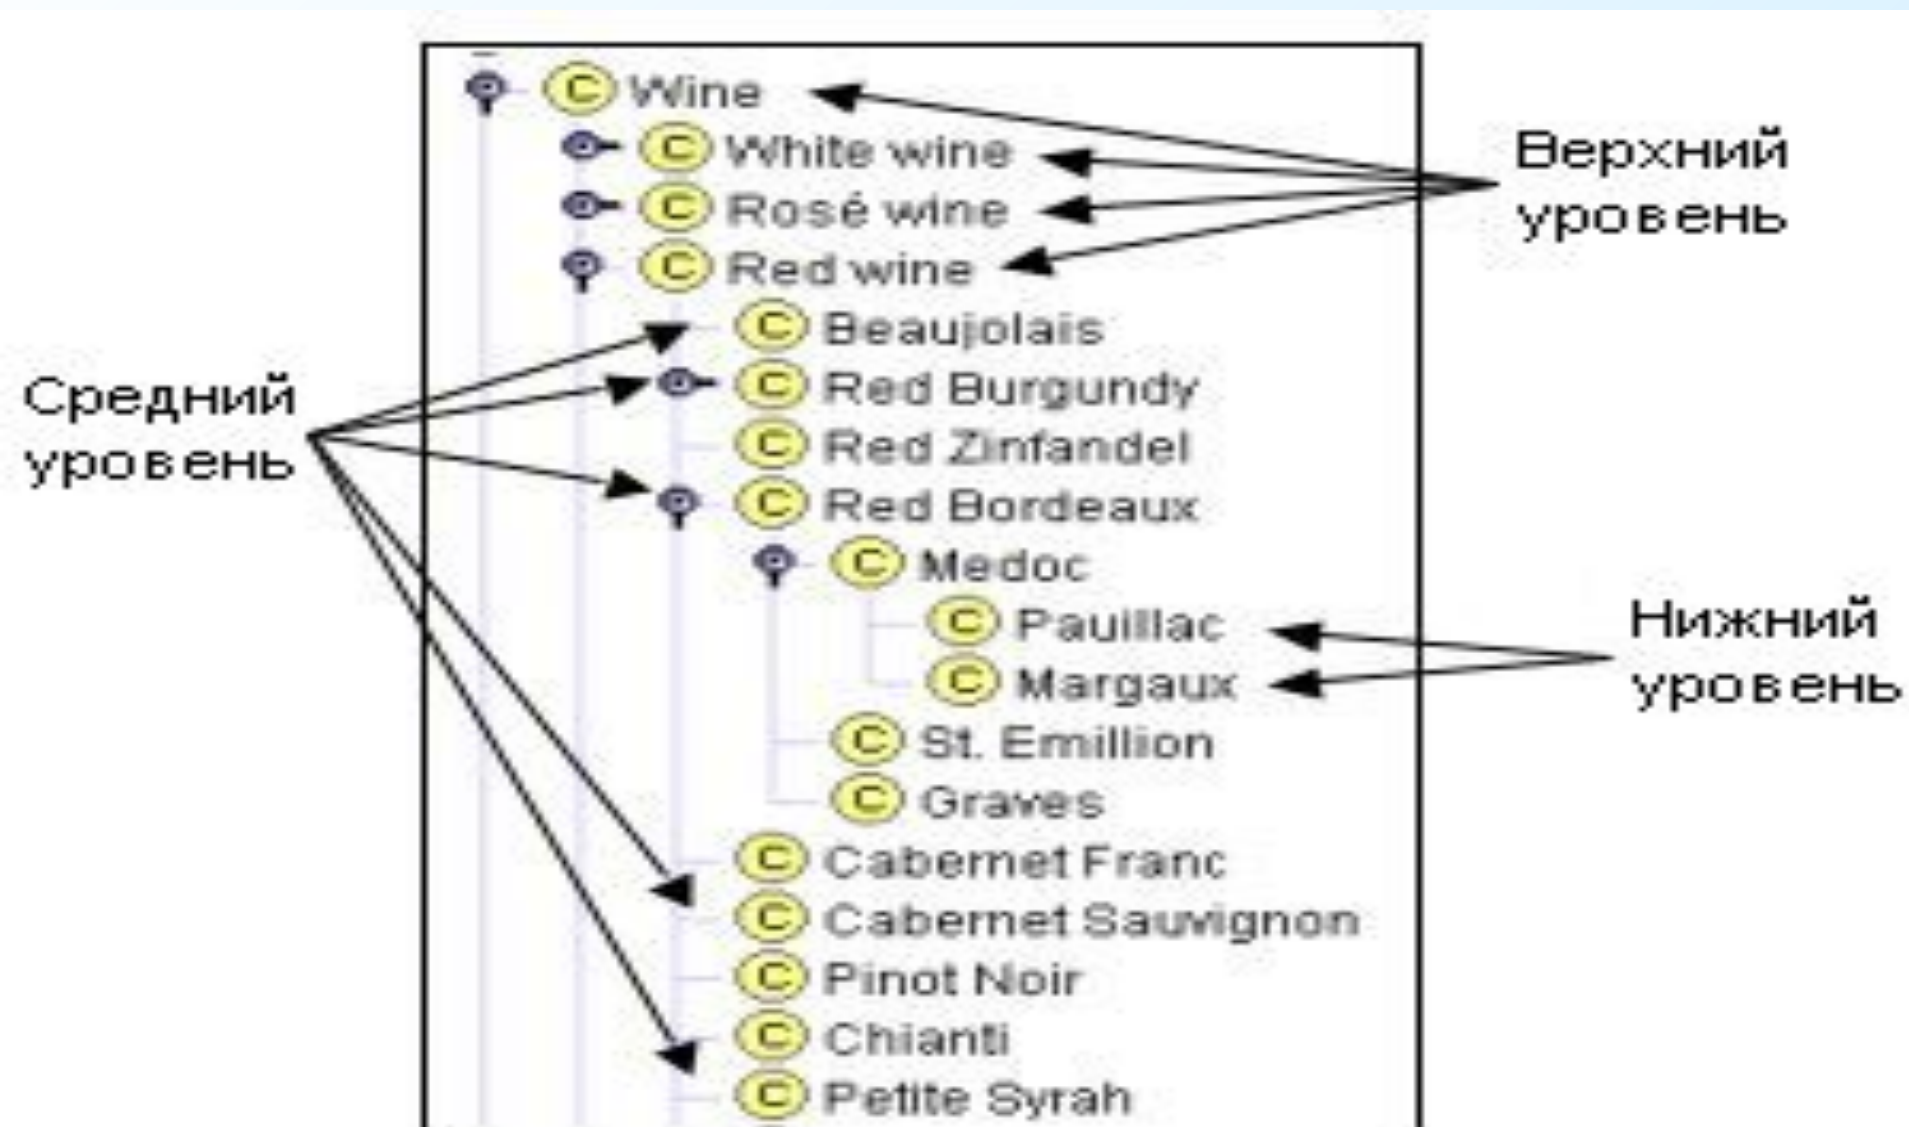 Wine
White wine
Rosé wine
Red wine
Beaujolais
Red Burgundy
Red Zinfandel
Red Bordeaux
Medoc
Pauillac
Margaux
St. Emillion
Graves
Cabernet Franc
Cabernet Sauvignon
Pinot Noir
Chianti
Petite Syrah
Верхний
уровень
Средний
уровень
Нижний
уровень